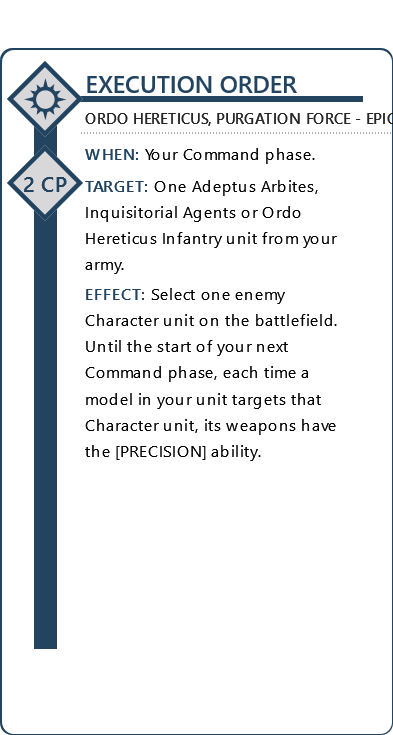 EXECUTION ORDER
ORDO HERETICUS, PURGATION FORCE - EPIC
2 CP
WHEN: Your Command phase.
TARGET: One Adeptus Arbites,
Inquisitorial Agents or Ordo
Hereticus Infantry unit from your
army.
EFFECT: Select one enemy
Character unit on the battlefield.
Until the start of your next
Command phase, each time a
model in your unit targets that
Character unit, its weapons have
the [PRECISION] ability.